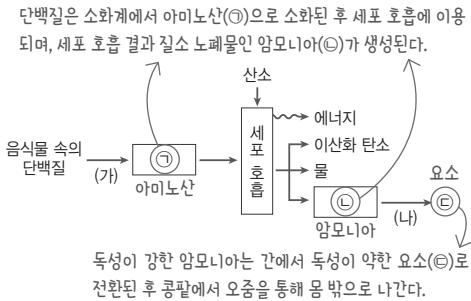 단백질은 소화계에서 아미노산(㉠)으로 소화된 후 세포 호흡에 이용
되며, 세포 호흡 결과 질소 노폐물인 암모니아(㉡)가 생성된다.
산소
음식물 속의
단백질
(가)
㉠
아미노산
세포 호흡
에너지
이산화 탄소
물
㉡
암모니아
(나)
요소
㉢
독성이 강한 암모니아는 간에서 독성이 약한 요소(㉢)로
전환된 후 콩팥에서 오줌을 통해 몸 밖으로 나간다.